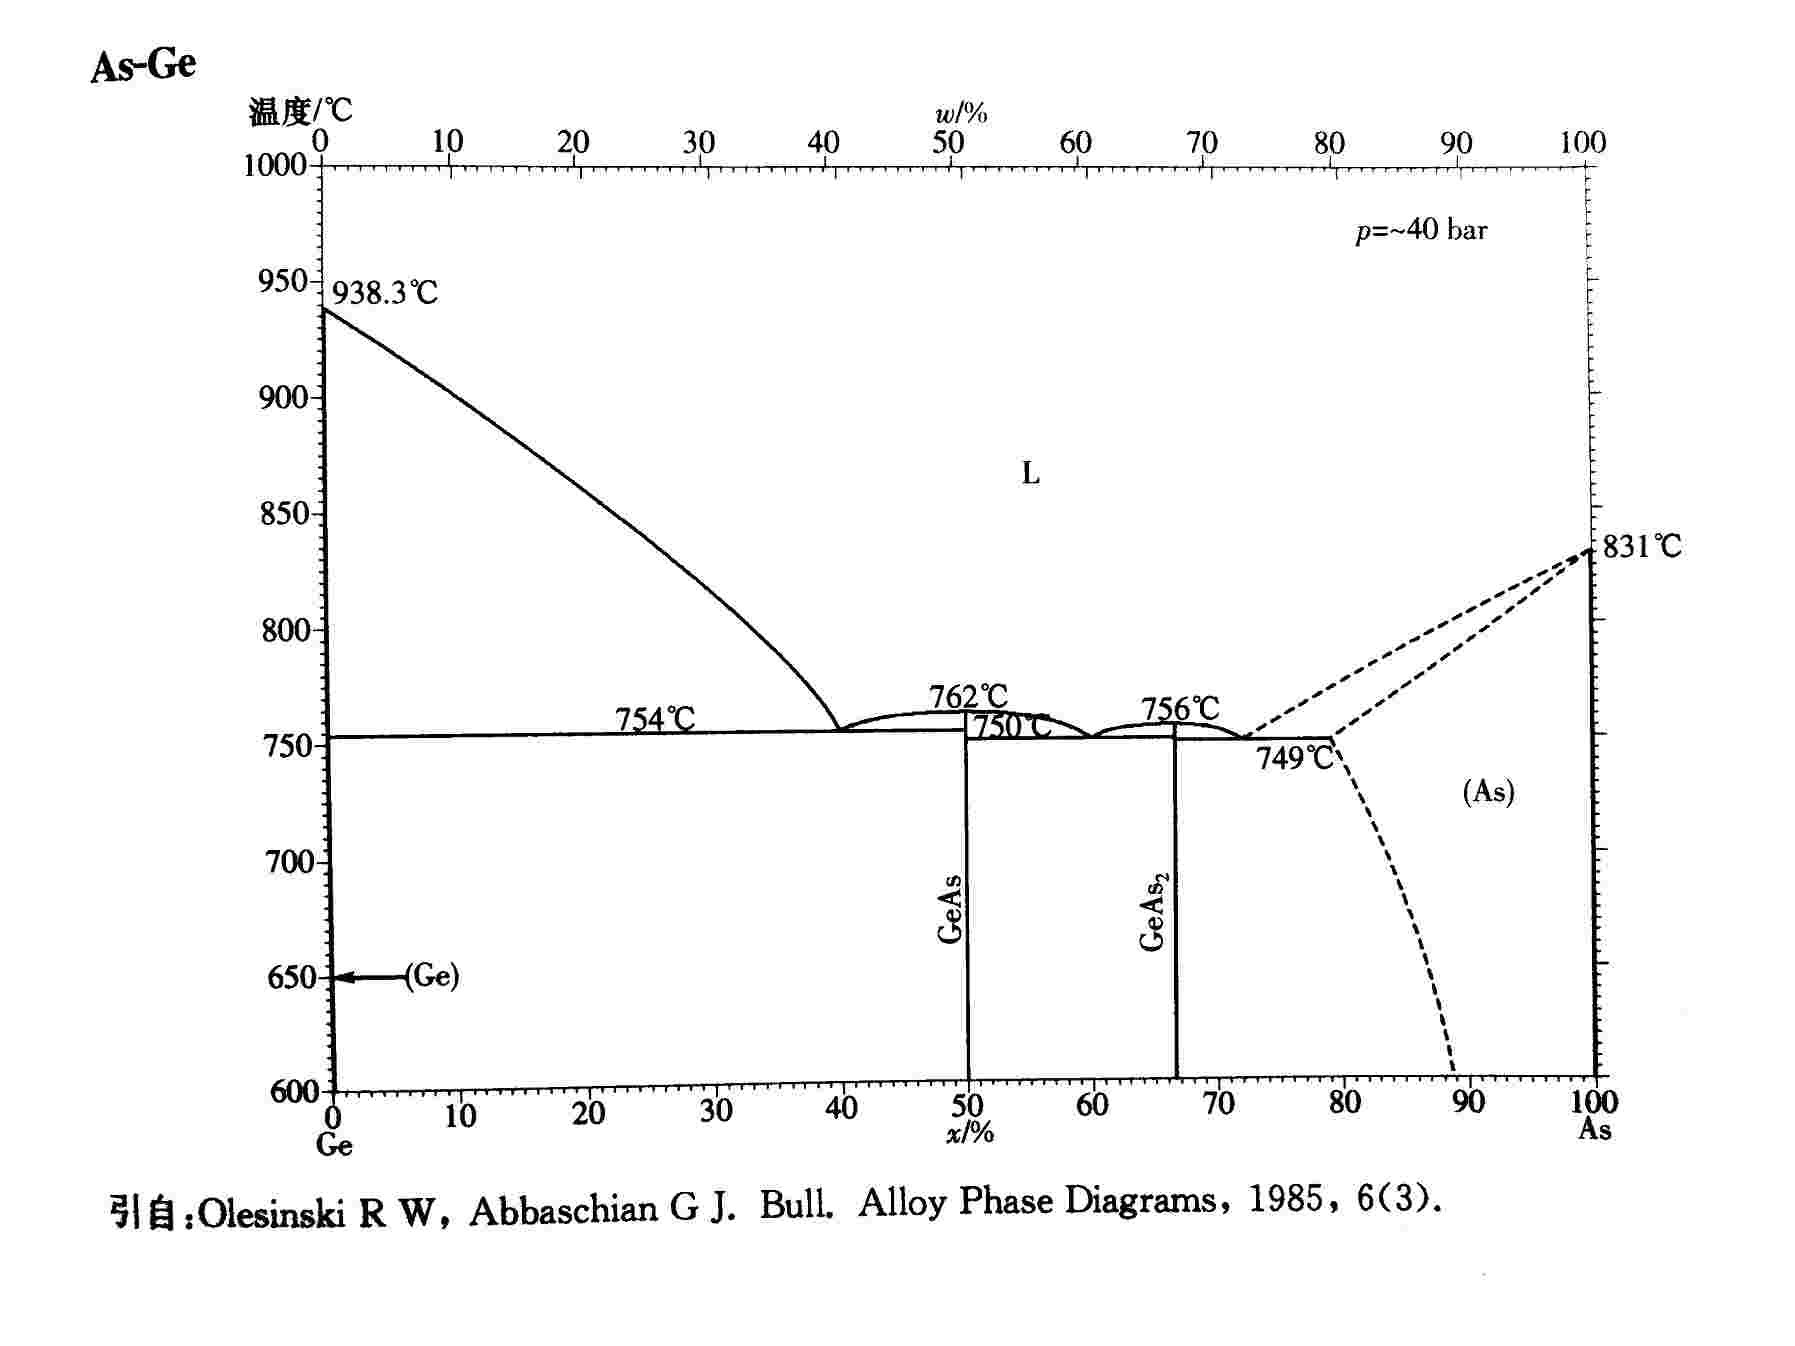 As-Ge
温度/℃
w/%
0 10 20 30 40 50 60 70 80 90 100
1000
p=~40 bar
950
938.3℃
900
L
850
831℃
800
762℃
756℃
754℃
750℃
750
749℃
(As)
700
GeAs
GeAs₂
650
(Ge)
600
0 10 20 30 40 50 60 70 80 90 100
Ge
x/%
As
引自:Olesinski R W, Abbaschian G J. Bull. Alloy Phase Diagrams, 1985, 6(3).